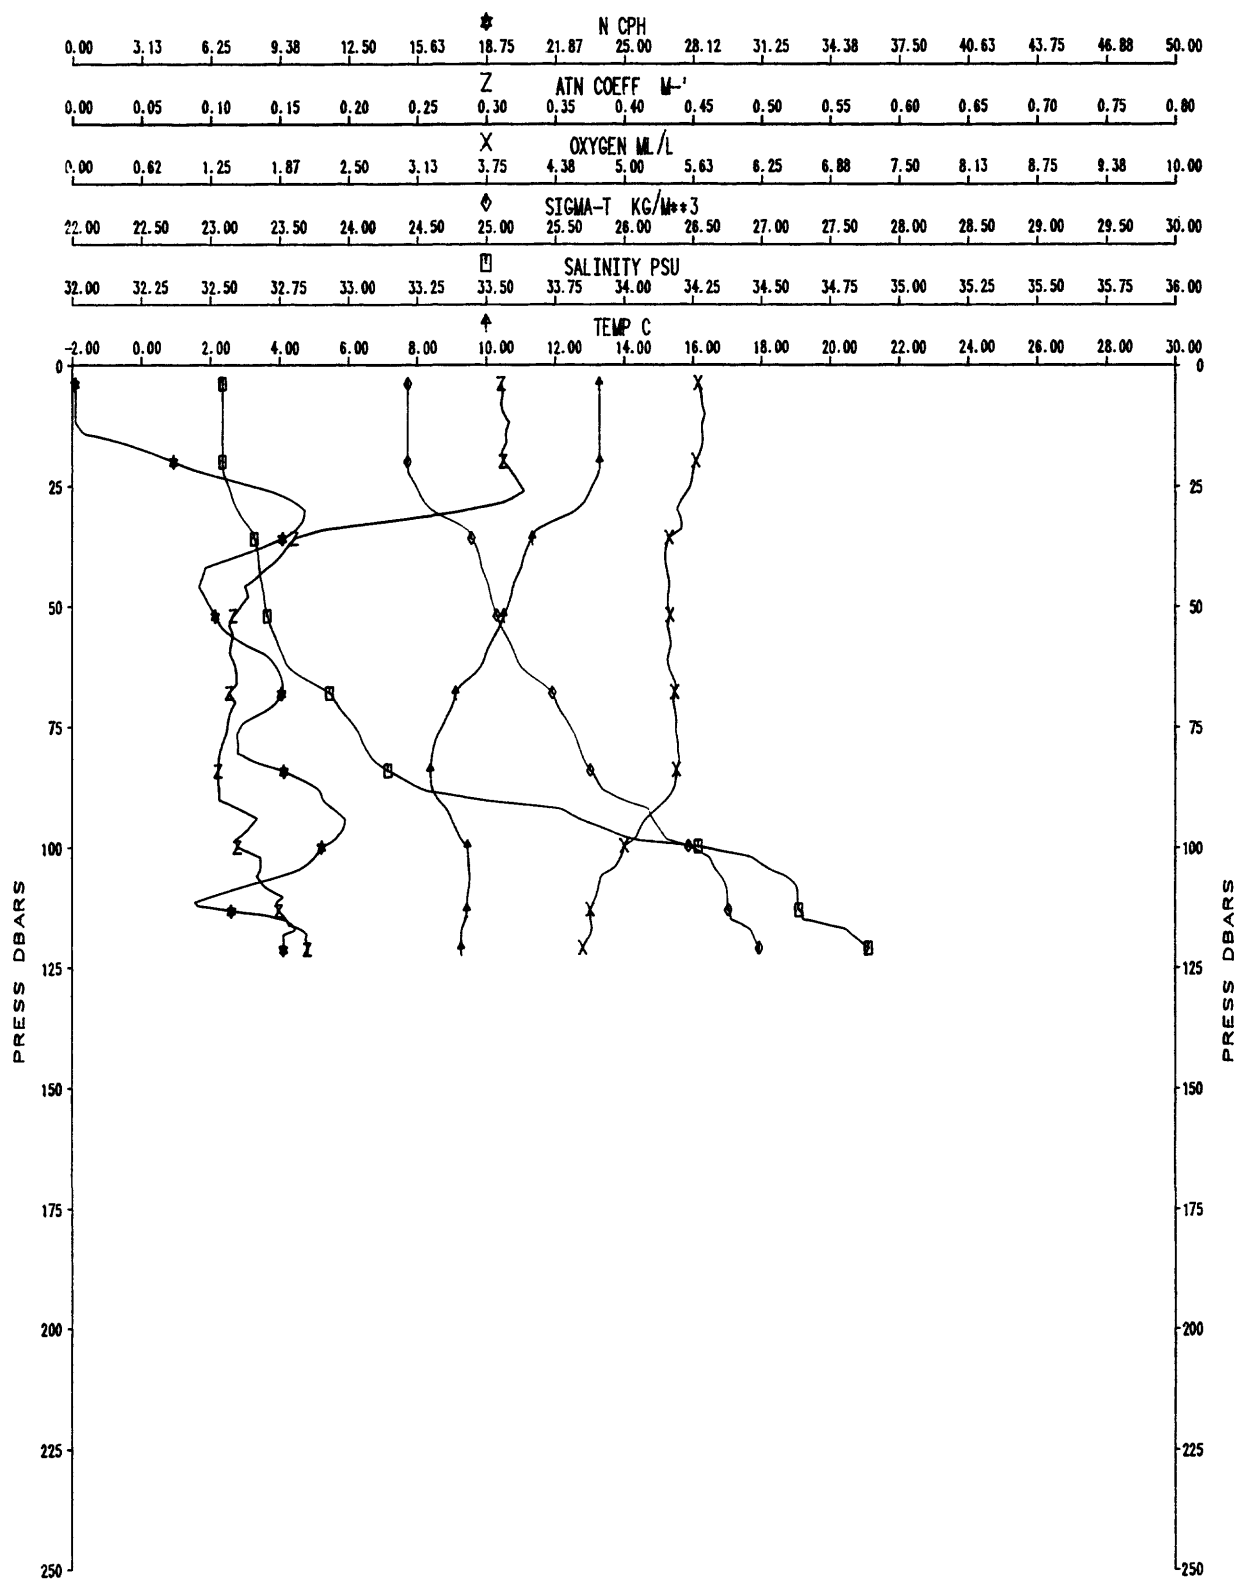 N CPH
0.00 3.13 6.25 9.38 12.50 15.63 18.75 21.87 25.00 28.12 31.25 34.38 37.50 40.63 43.75 46.88 50.00
Z ATN COEFF M-¹
0.00 0.05 0.10 0.15 0.20 0.25 0.30 0.35 0.40 0.45 0.50 0.55 0.60 0.65 0.70 0.75 0.80
X OXYGEN ML/L
0.00 0.62 1.25 1.87 2.50 3.13 3.75 4.38 5.00 5.63 6.25 6.88 7.50 8.13 8.75 9.38 10.00
SIGMA-T KG/M**3
22.00 22.50 23.00 23.50 24.00 24.50 25.00 25.50 26.00 26.50 27.00 27.50 28.00 28.50 29.00 29.50 30.00
SALINITY PSU
32.00 32.25 32.50 32.75 33.00 33.25 33.50 33.75 34.00 34.25 34.50 34.75 35.00 35.25 35.50 35.75 36.00
TEMP C
-2.00 0.00 2.00 4.00 6.00 8.00 10.00 12.00 14.00 16.00 18.00 20.00 22.00 24.00 26.00 28.00 30.00
0 0
25 25
50 50
75 75
100 100
PRESS DBARS PRESS DBARS
125 125
150 150
175 175
200 200
225 225
250 250